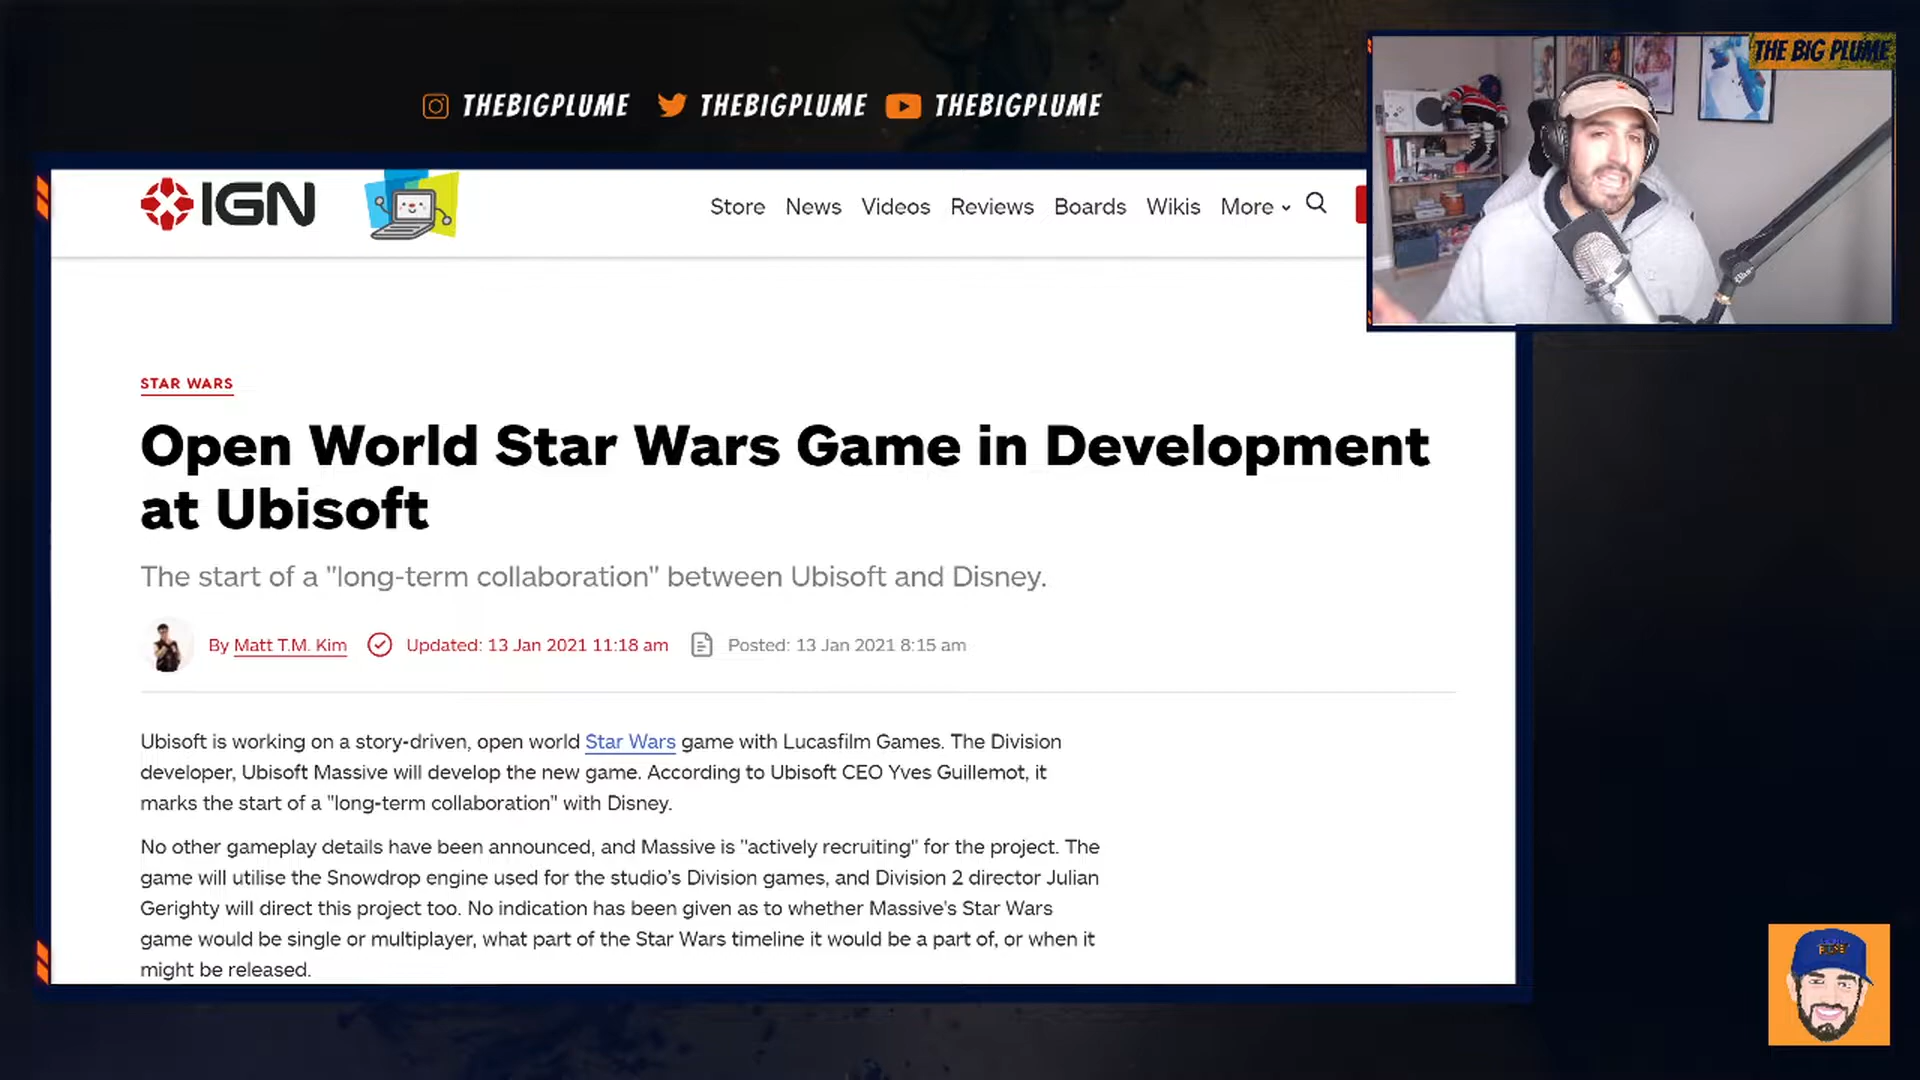 THE BIG PLUME
THEBIGPLUME THEBIGPLUME THEBIGPLUME
IGN
Store News Videos Reviews Boards Wikis More
STAR WARS
Open World Star Wars Game in Development
at Ubisoft
The start of a "long-term collaboration" between Ubisoft and Disney.
By Matt T.M. Kim Updated: 13 Jan 2021 11:18 am Posted: 13 Jan 2021 8:15 am
Ubisoft is working on a story-driven, open world Star Wars game with Lucasfilm Games. The Division
developer, Ubisoft Massive will develop the new game. According to Ubisoft CEO Yves Guillemot, it
marks the start of a "long-term collaboration" with Disney.
No other gameplay details have been announced, and Massive is "actively recruiting" for the project. The
game will utilise the Snowdrop engine used for the studio's Division games, and Division 2 director Julian
Gerighty will direct this project too. No indication has been given as to whether Massive's Star Wars
game would be single or multiplayer, what part of the Star Wars timeline it would be a part of, or when it
might be released.